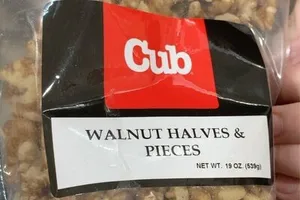 Cub
WALNUT HALVES &
PIECES
NET WT. 19 OZ. (539g)